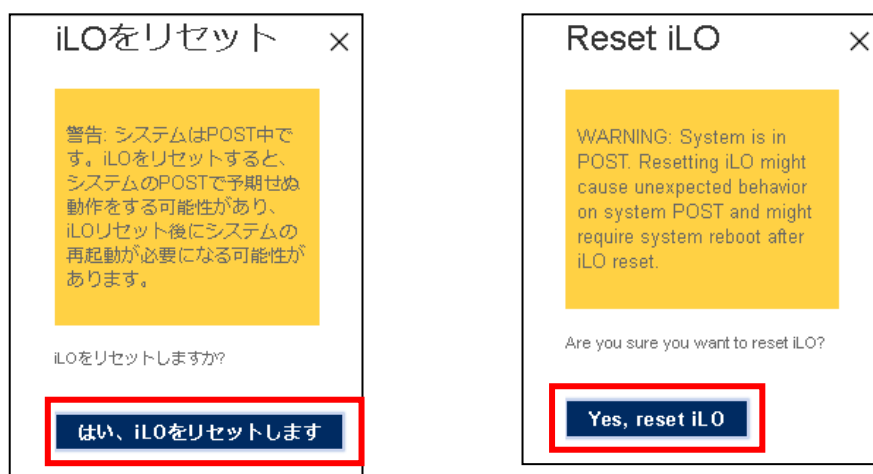 iLOをリセット ×
警告: システムはPOST中で
す。iLOをリセットすると、
システムのPOSTで予期せぬ
動作をする可能性があり、
iLOリセット後にシステムの
再起動が必要になる可能性が
あります。
iLOをリセットしますか?
はい、iLOをリセットします
Reset iLO ×
WARNING: System is in
POST. Resetting iLO might
cause unexpected behavior
on system POST and might
require system reboot after
iLO reset.
Are you sure you want to reset iLO?
Yes, reset iLO